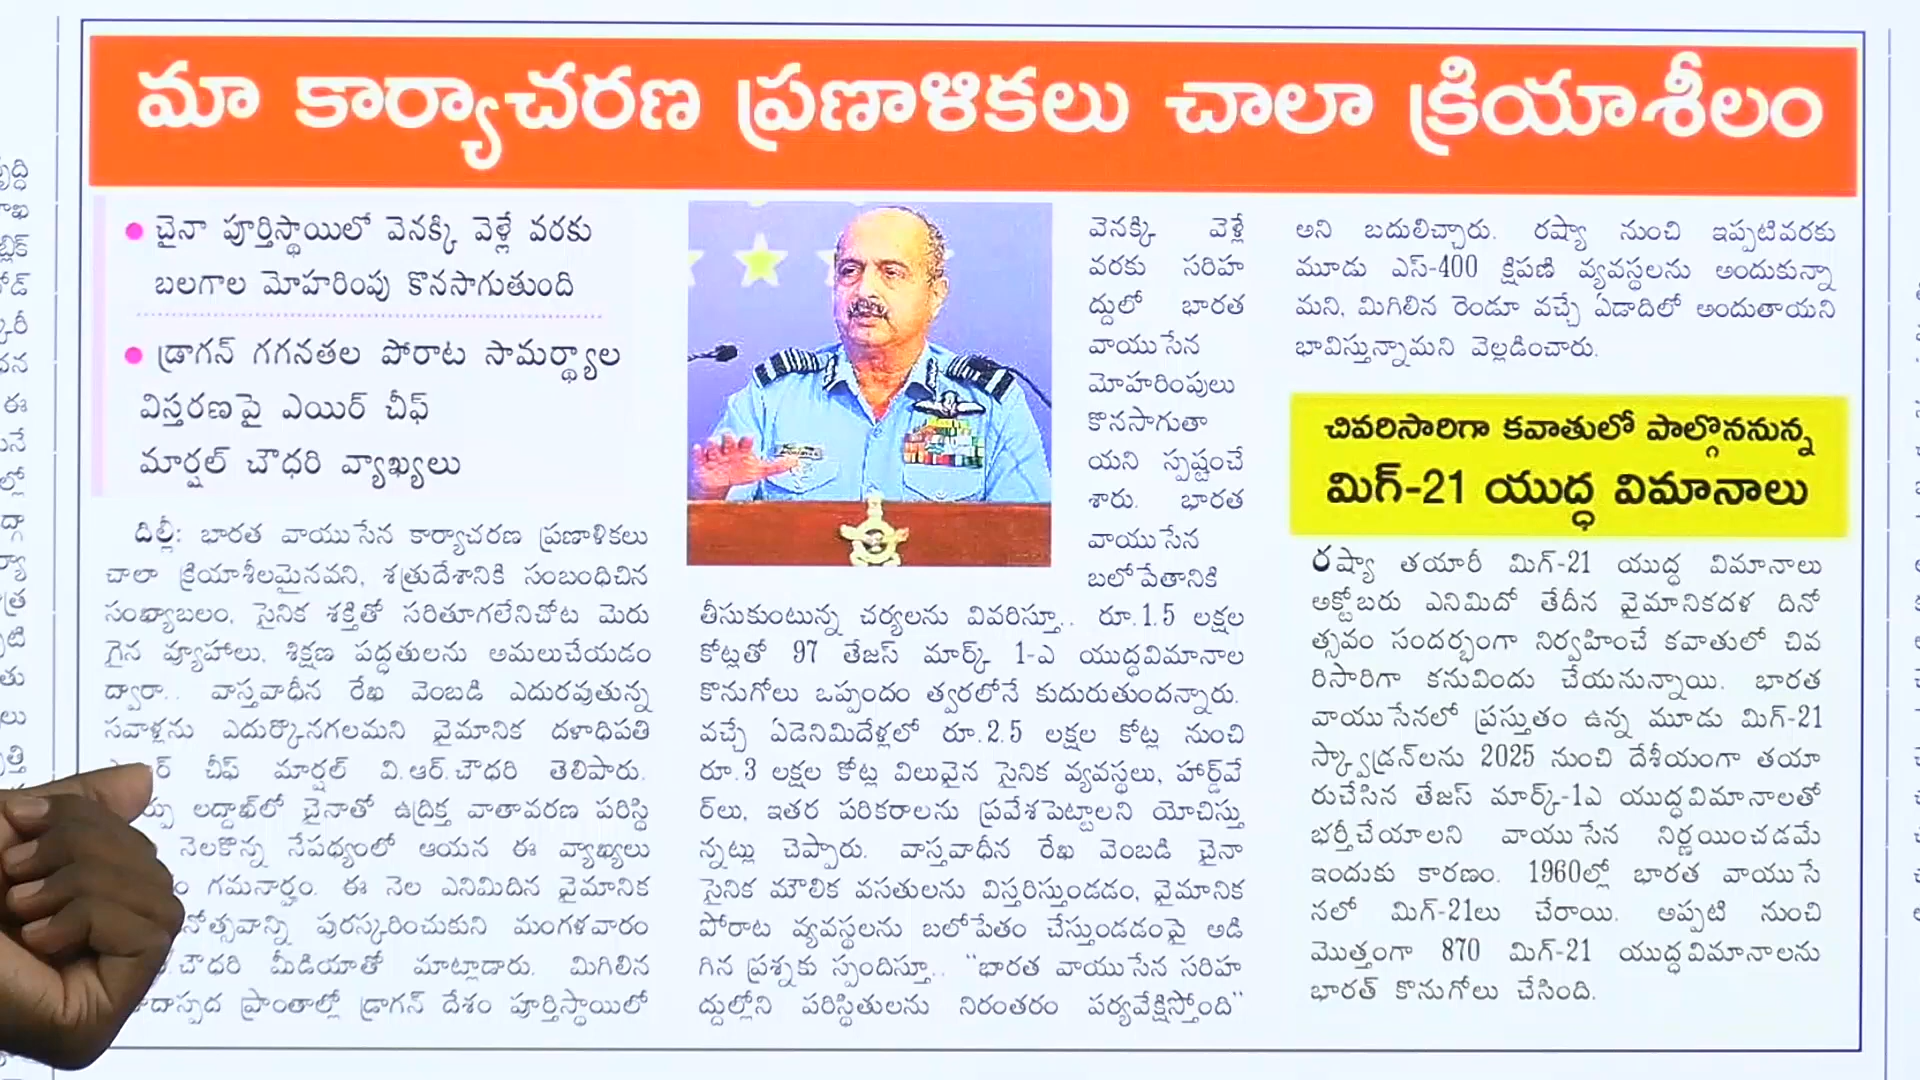 మా కార్యాచరణ ప్రణాళికలు చాలా క్రియాశీలం
చైనా పూర్తిస్థాయిలో వెనక్కి వెళ్లే వరకు
బలగాల మోహరింపు కొనసాగుతుంది
డ్రాగన్ గగనతల పోరాట సామర్థ్యాల
విస్తరణపై ఎయిర్ చీఫ్
మార్షల్ చౌధరి వ్యాఖ్యలు
దిల్లీ: భారత వాయుసేన కార్యాచరణ ప్రణాళికలు
చాలా క్రియాశీలమైనవని, శత్రుదేశానికి సంబంధిచిన
సంఖ్యాబలం, సైనిక శక్తితో సరితూగలేనిచోట మెరు
గైన వ్యూహాలు, శిక్షణ పద్ధతులను అమలుచేయడం
ద్వారా.. వాస్తవాధీన రేఖ వెంబడి ఎదురవుతున్న
సవాళ్లను ఎదుర్కొనగలమని వైమానిక దళాధిపతి
చీఫ్ మార్షల్ వి.ఆర్.చౌధరి తెలిపారు.
లద్దాఖ్‌లో చైనాతో ఉద్రిక్త వాతావరణ పరిస్థి
నెలకొన్న నేపథ్యంలో ఆయన ఈ వ్యాఖ్యలు
గమనార్హం. ఈ నెల ఎనిమిదిన వైమానిక
నోత్సవాన్ని పురస్కరించుకుని మంగళవారం
.చౌధరి మీడియాతో మాట్లాడారు. మిగిలిన
దాస్పద ప్రాంతాల్లో డ్రాగన్ దేశం పూర్తిస్థాయిలో
వెనక్కి వెళ్లే
వరకు సరిహ
ద్దులో భారత
వాయుసేన
మోహరింపులు
కొనసాగుతా
యని స్పష్టంచే
శారు. భారత
వాయుసేన
బలోపేతానికి
తీసుకుంటున్న చర్యలను వివరిస్తూ.. రూ.1.5 లక్షల
కోట్లతో 97 తేజస్ మార్క్ 1-ఎ యుద్ధవిమానాల
కొనుగోలు ఒప్పందం త్వరలోనే కుదురుతుందన్నారు.
వచ్చే ఏడెనిమిదేళ్లలో రూ.2.5 లక్షల కోట్ల నుంచి
రూ.3 లక్షల కోట్ల విలువైన సైనిక వ్యవస్థలు, హార్డ్‌వే
ర్‌లు, ఇతర పరికరాలను ప్రవేశపెట్టాలని యోచిస్తు
న్నట్లు చెప్పారు. వాస్తవాధీన రేఖ వెంబడి చైనా
సైనిక మౌలిక వసతులను విస్తరిస్తుండడం, వైమానిక
పోరాట వ్యవస్థలను బలోపేతం చేస్తుండడంపై అడి
గిన ప్రశ్నకు స్పందిస్తూ.. ‘‘భారత వాయుసేన సరిహ
ద్దుల్లోని పరిస్థితులను నిరంతరం పర్యవేక్షిస్తోంది’’
అని బదులిచ్చారు. రష్యా నుంచి ఇప్పటివరకు
మూడు ఎస్-400 క్షిపణి వ్యవస్థలను అందుకున్నా
మని, మిగిలిన రెండూ వచ్చే ఏడాదిలో అందుతాయని
భావిస్తున్నామని వెల్లడించారు.
చివరిసారిగా కవాతులో పాల్గొననున్న
మిగ్-21 యుద్ధ విమానాలు
రష్యా తయారీ మిగ్-21 యుద్ధ విమానాలు
అక్టోబరు ఎనిమిదో తేదీన వైమానికదళ దినో
త్సవం సందర్భంగా నిర్వహించే కవాతులో చివ
రిసారిగా కనువిందు చేయనున్నాయి. భారత
వాయుసేనలో ప్రస్తుతం ఉన్న మూడు మిగ్-21
స్క్వాడ్రన్‌లను 2025 నుంచి దేశీయంగా తయా
రుచేసిన తేజస్ మార్క్-1ఎ యుద్ధవిమానాలతో
భర్తీచేయాలని వాయుసేన నిర్ణయించడమే
ఇందుకు కారణం. 1960ల్లో భారత వాయుసే
నలో మిగ్-21లు చేరాయి. అప్పటి నుంచి
మొత్తంగా 870 మిగ్-21 యుద్ధవిమానాలను
భారత్ కొనుగోలు చేసింది.